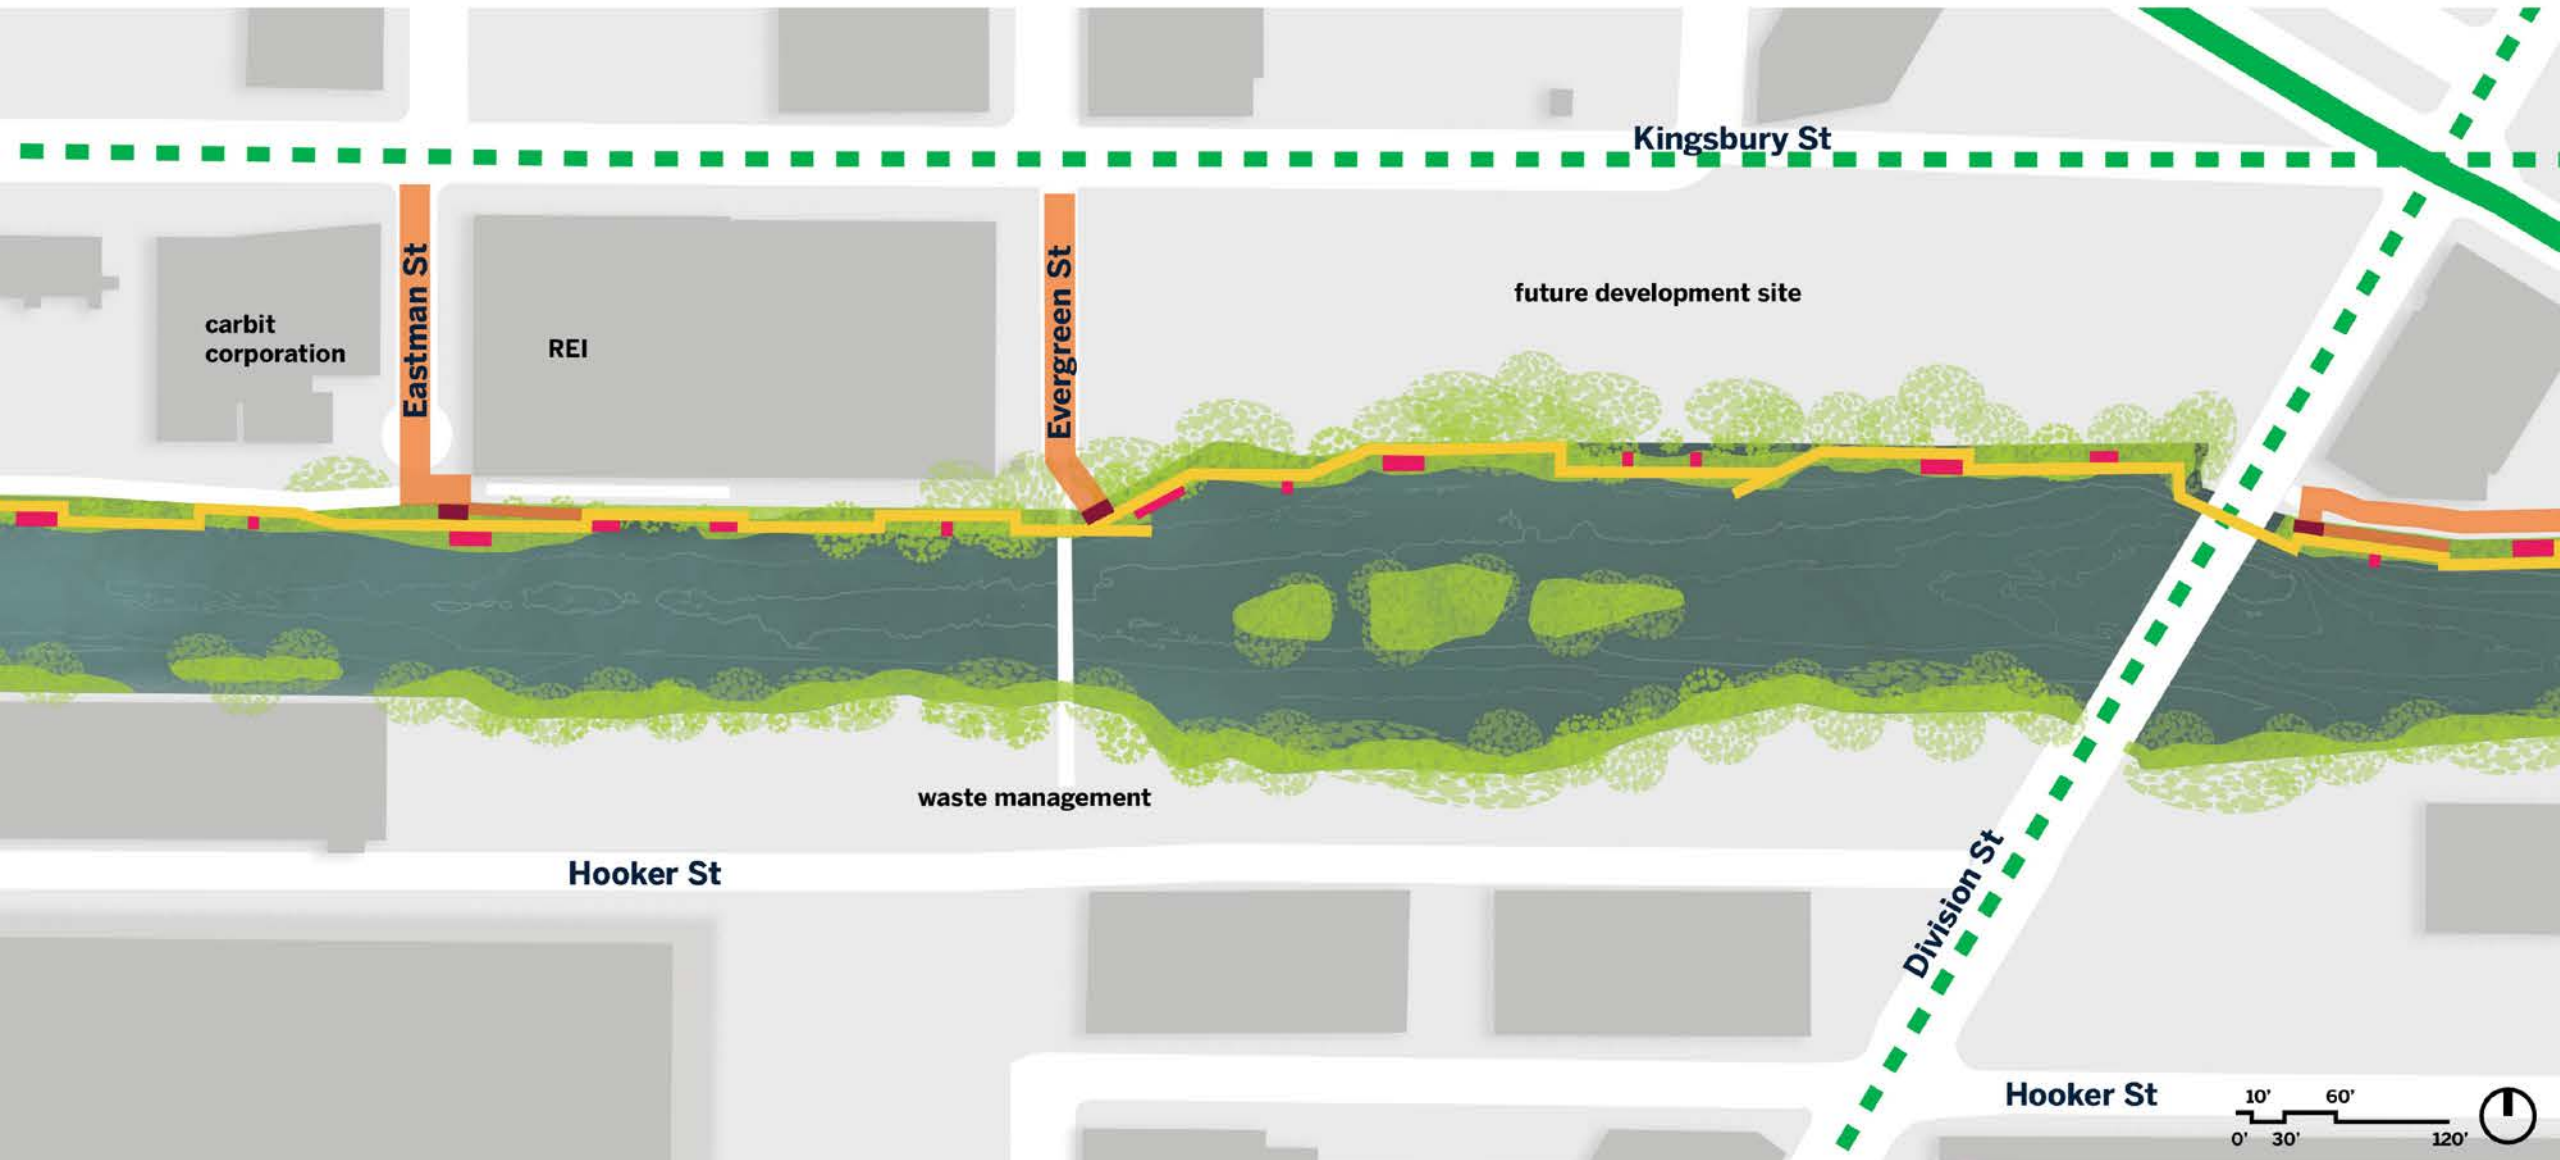 Kingsbury St
Eastman St
Evergreen St
future development site
carbit
corporation
REI
waste management
Hooker St
Division St
Hooker St
10' 60'
0' 30' 120'